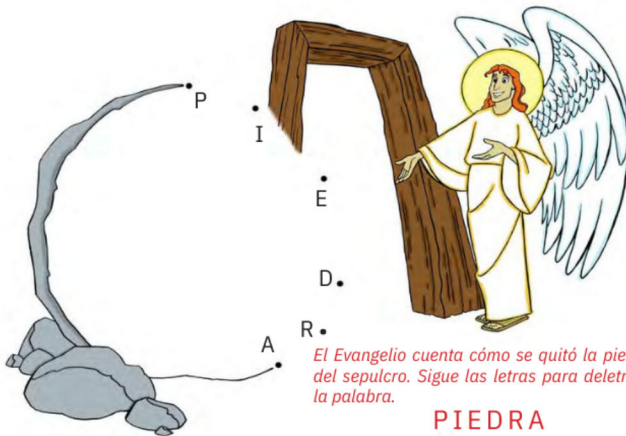 P
I
E
D
R
A
El Evangelio cuenta cómo se quitó la pie
del sepulcro. Sigue las letras para deletr
la palabra.
PIEDRA